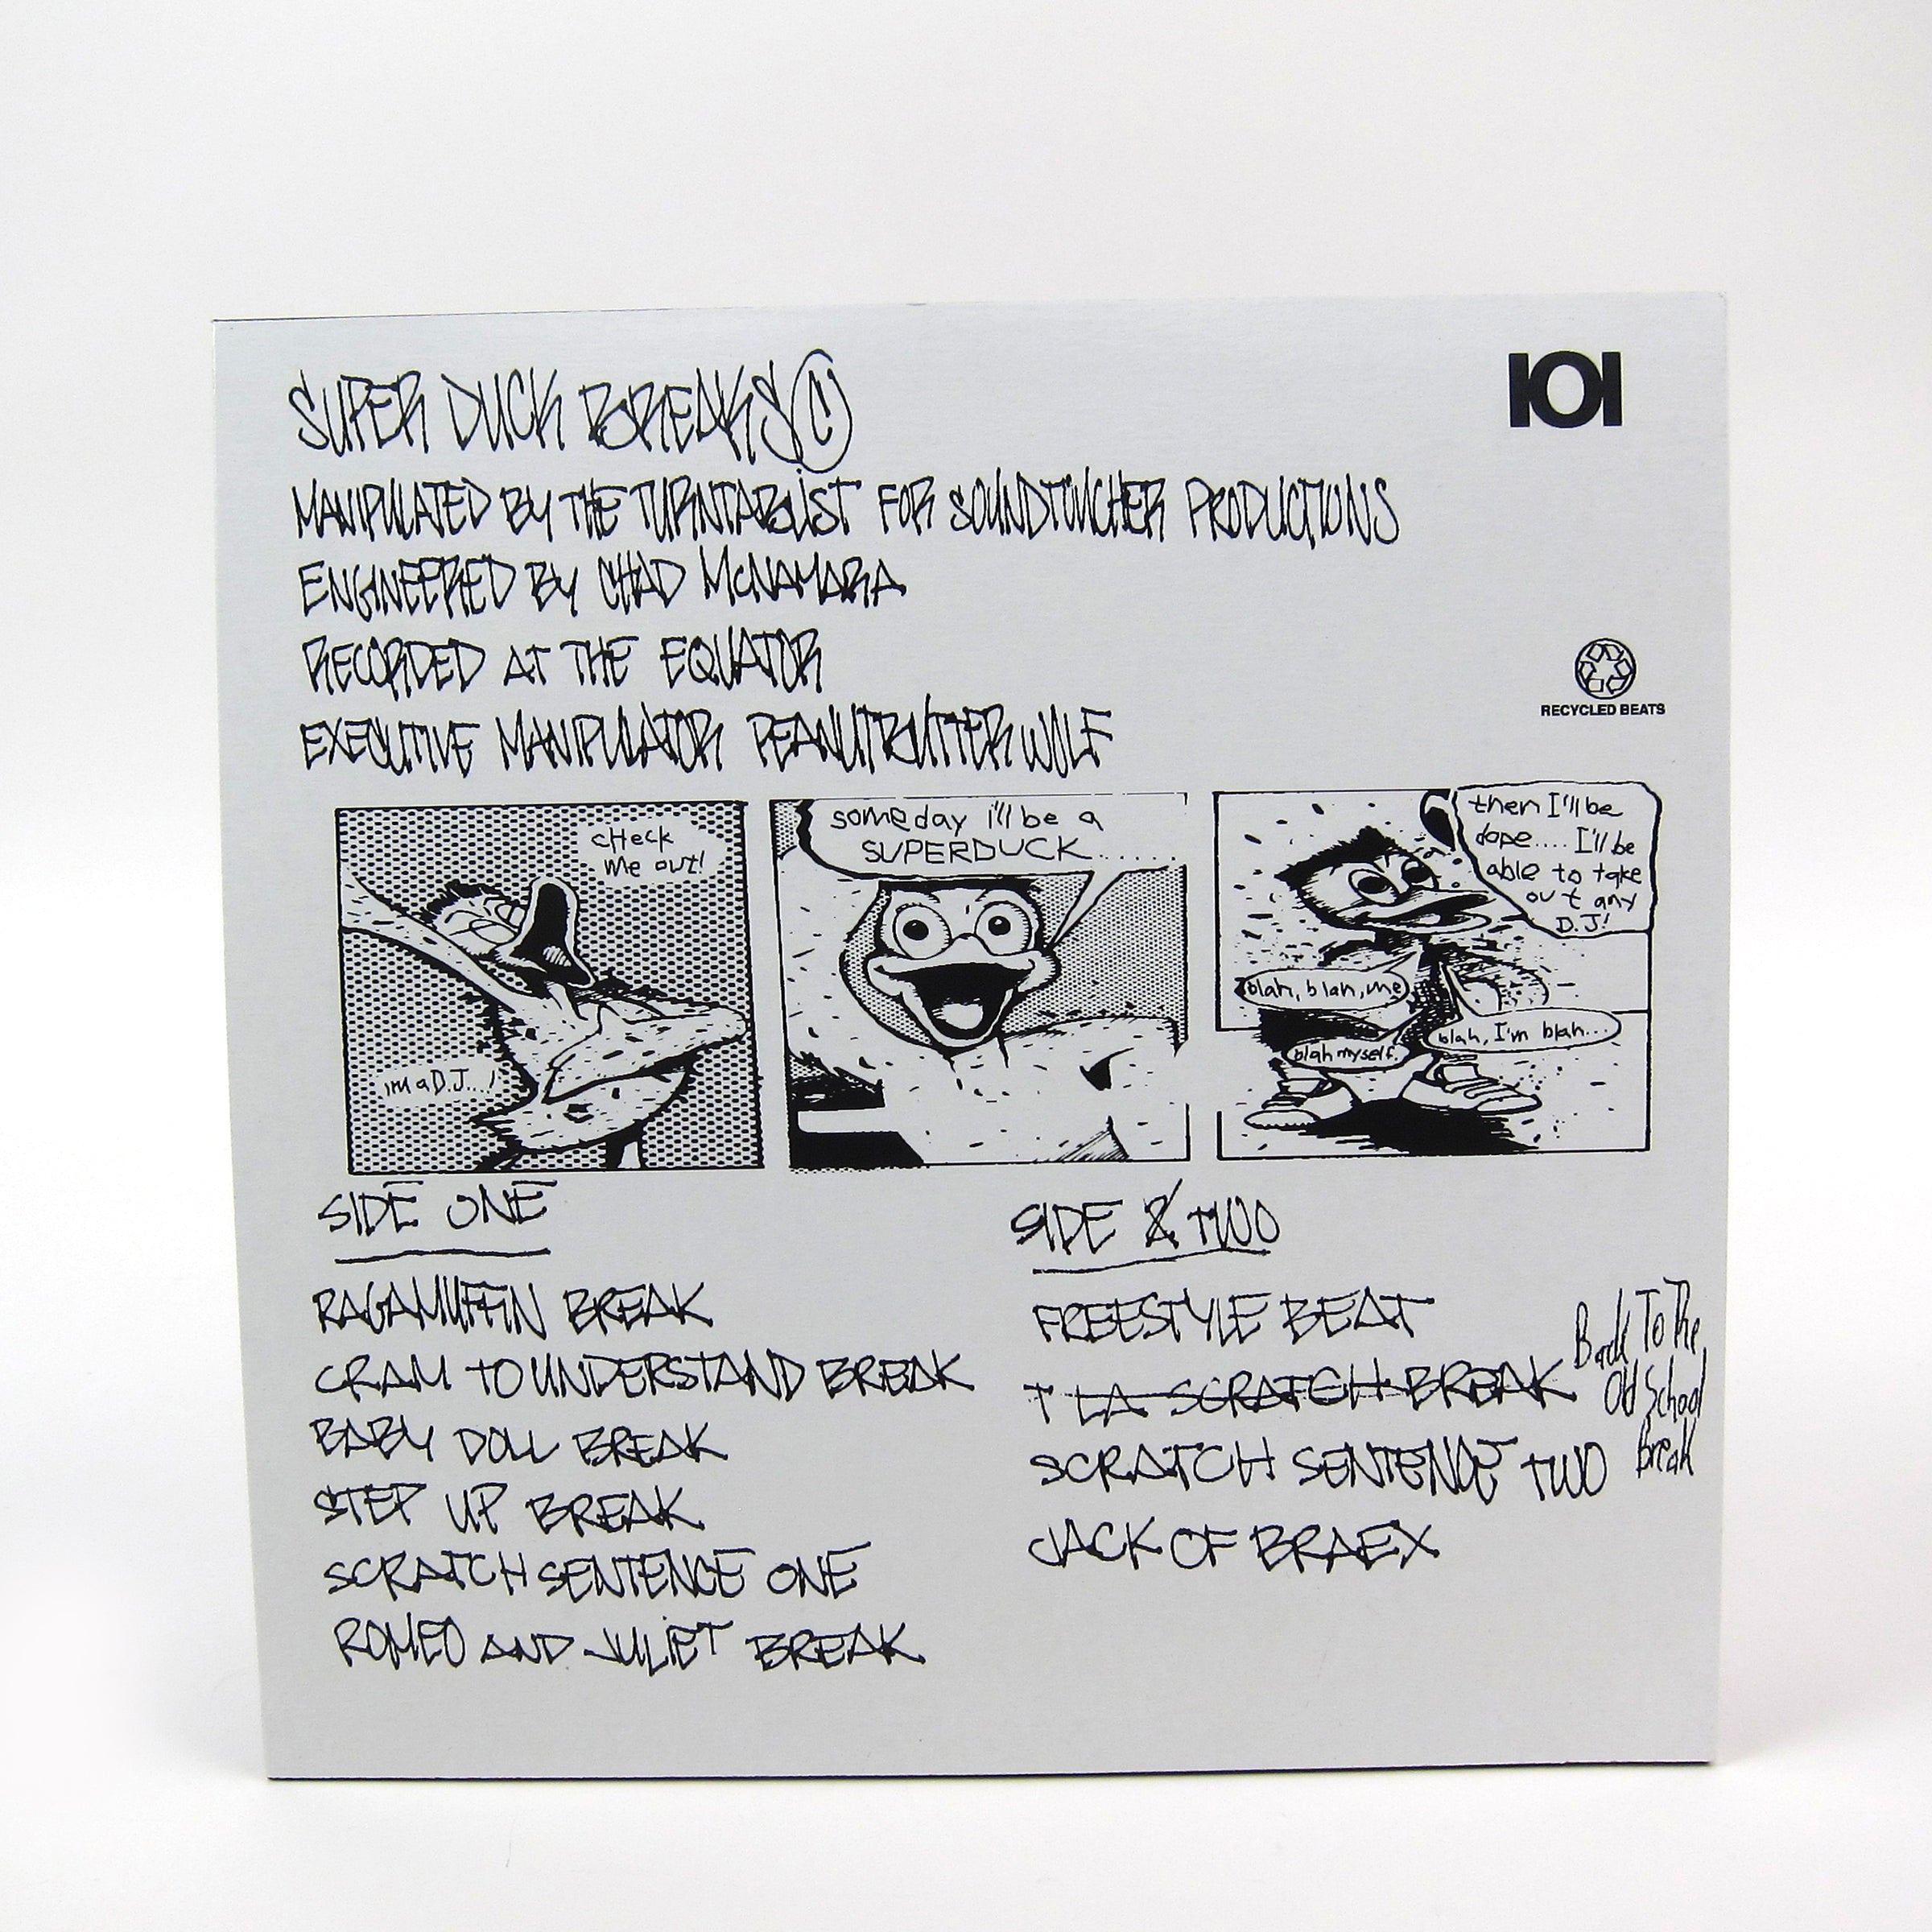 SUPER DUCK BREAKS ©
IOI
MANIPULATED BY THE TURNTABLIST FOR SOUNDTOUCHER PRODUCTIONS
ENGINEERED BY CHAD McNAMARA
RECORDED AT THE EQUATOR
EXECUTIVE MANIPULATOR PEANUTBUTTER WOLF
RECYCLED BEATS
cHeck
me out!
im a D.J....!
someday i'll be a
SUPERDUCK......
then I'll be
dope.... I'll be
able to take
out any
D.J!
blah, blah, me
blah, I'm blah...
blah myself.
SIDE ONE
RAGAMUFFIN BREAK
CRAM TO UNDERSTAND BREAK
BABY DOLL BREAK
STEP UP BREAK
SCRATCH SENTENCE ONE
ROMEO AND JULIET BREAK
SIDE 2 TWO
FREESTYLE BEAT
T LA SCRATCH BREAK
Back To The
Old School
Break
SCRATCH SENTENCE TWO
JACK OF BRAEX